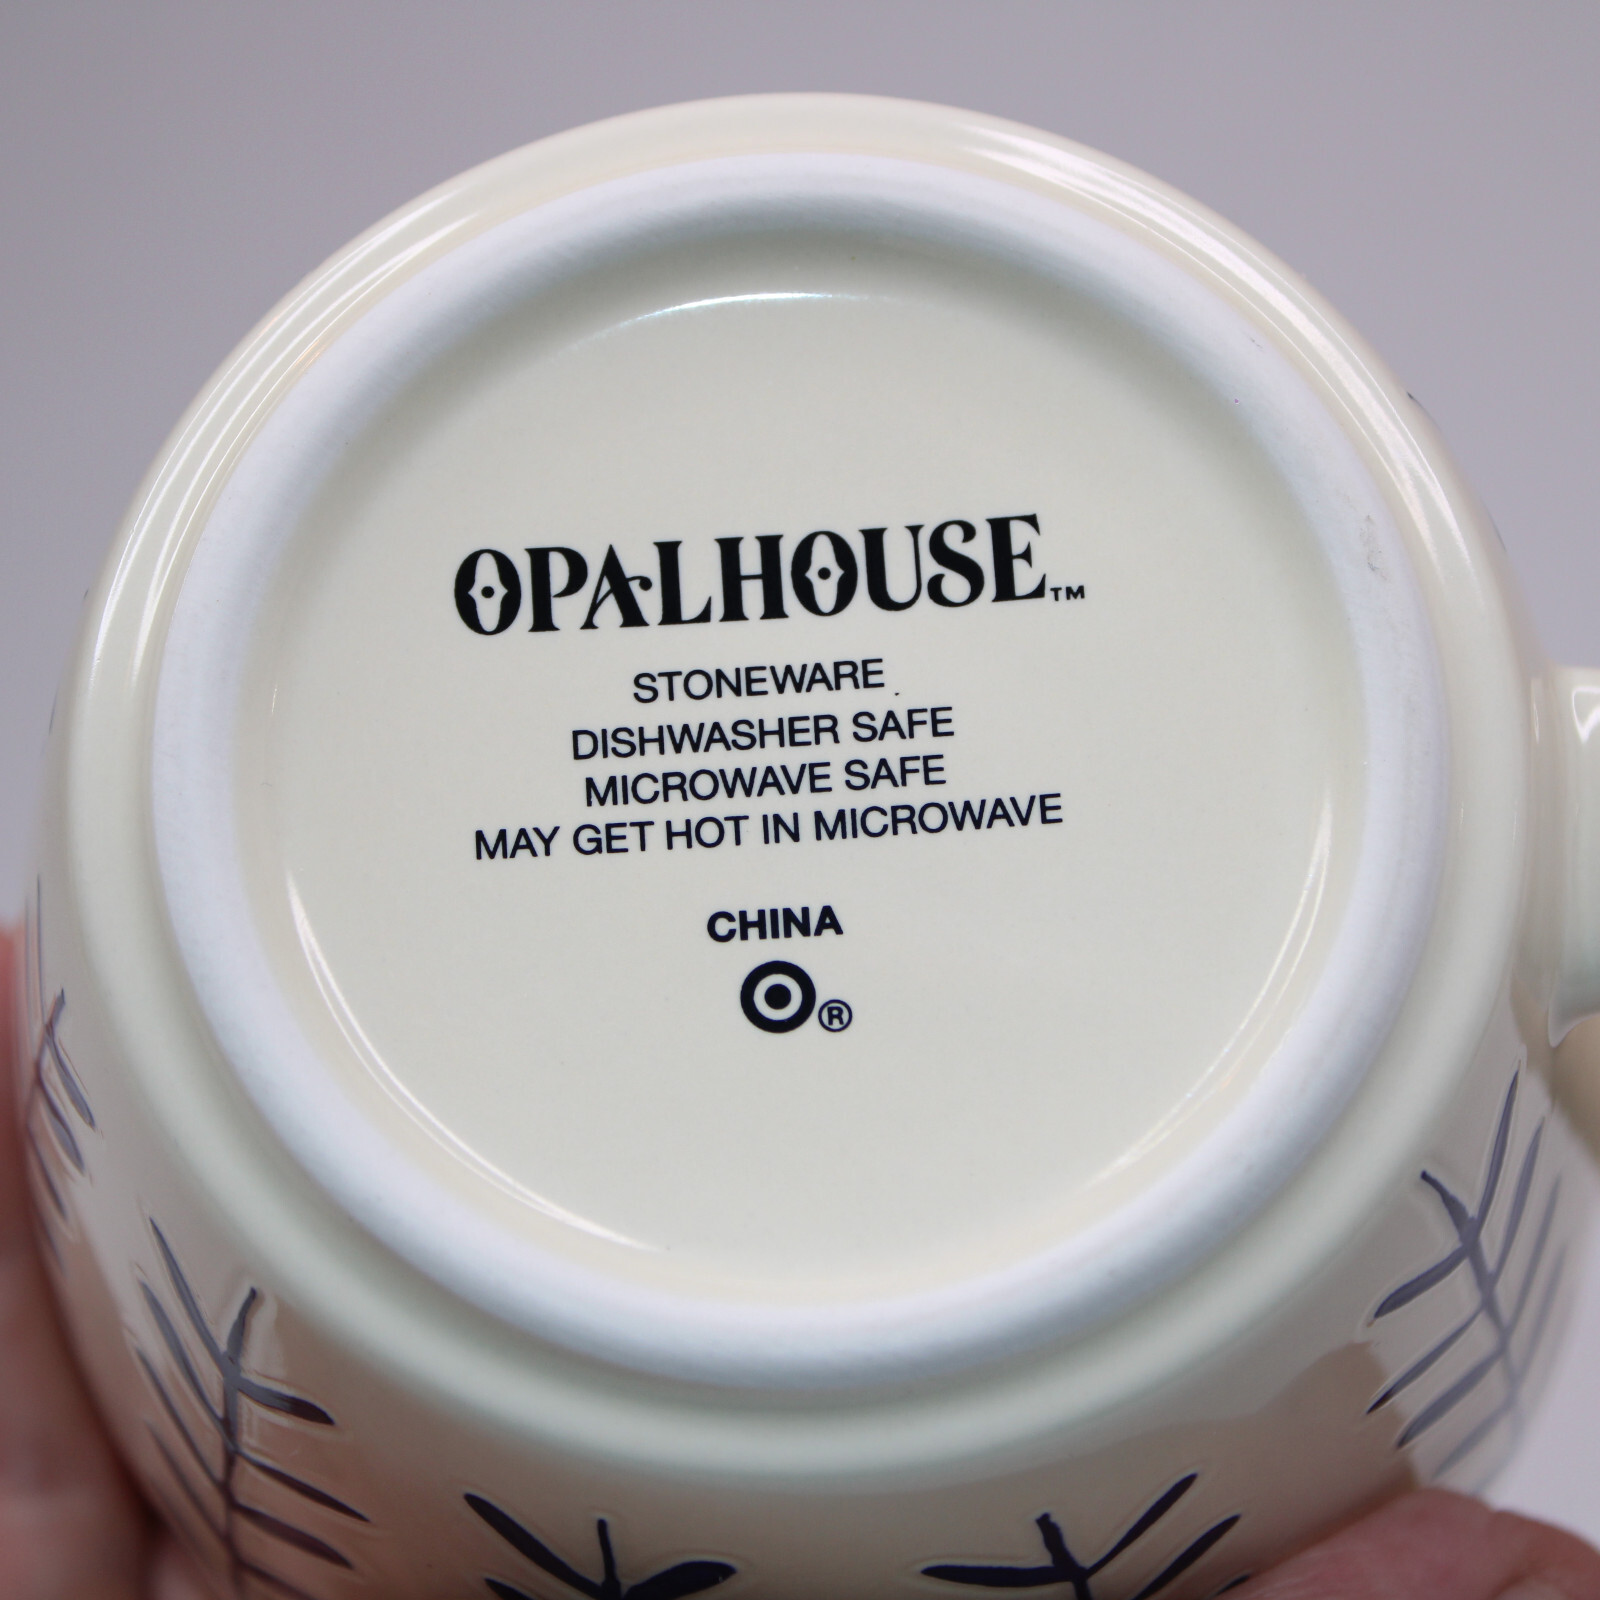 OPALHOUSE™
STONEWARE
DISHWASHER SAFE
MICROWAVE SAFE
MAY GET HOT IN MICROWAVE
CHINA
®